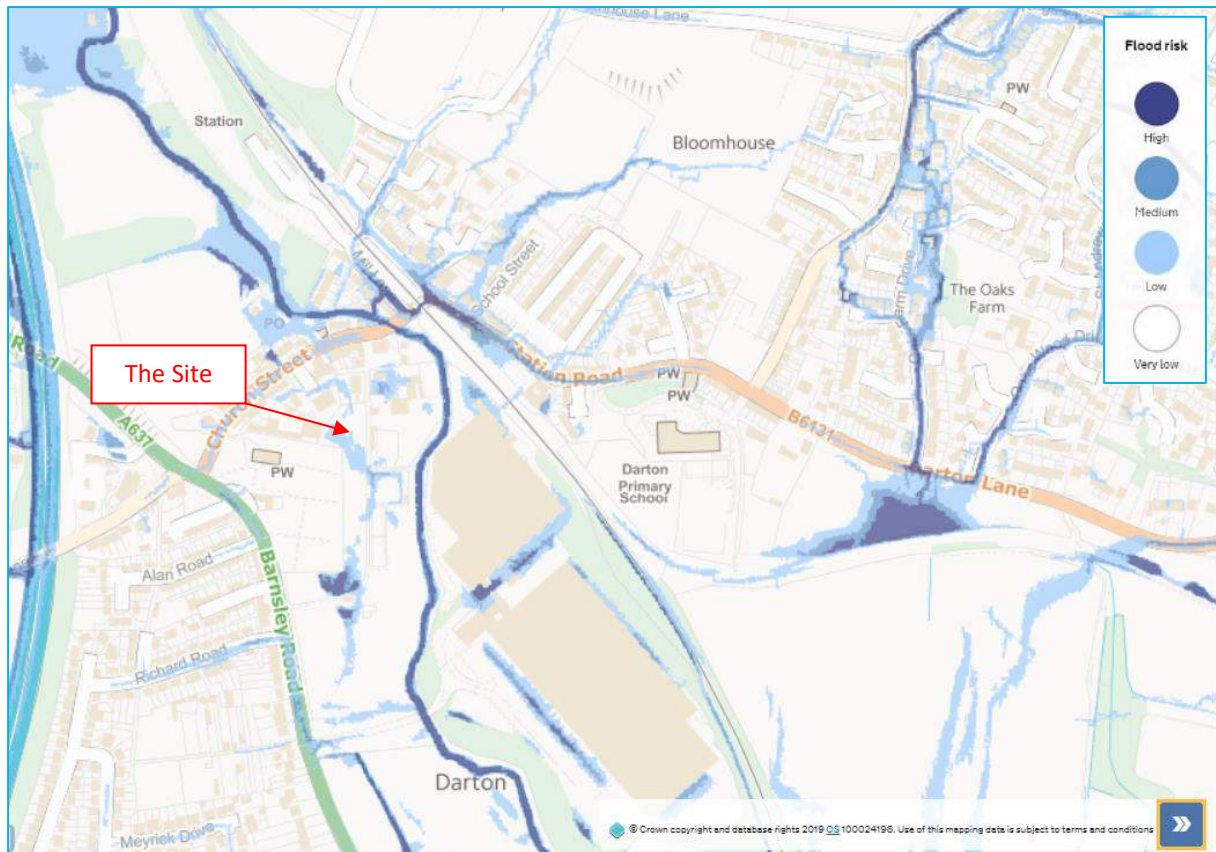 Flood risk
High
Medium
Low
Very low
Station
Bloomhouse
PW
School Street
The Oaks
Farm
Farm Drive
PO
Station Road
Road
The Site
Church Street
A637
PW
PW
PW
B6131
Darton Lane
Darton
Primary
School
Alan Road
Barnsley Road
Richard Road
Darton
Meyrick Drive
© Crown copyright and database rights 2019 OS 100024198. Use of this mapping data is subject to terms and conditions